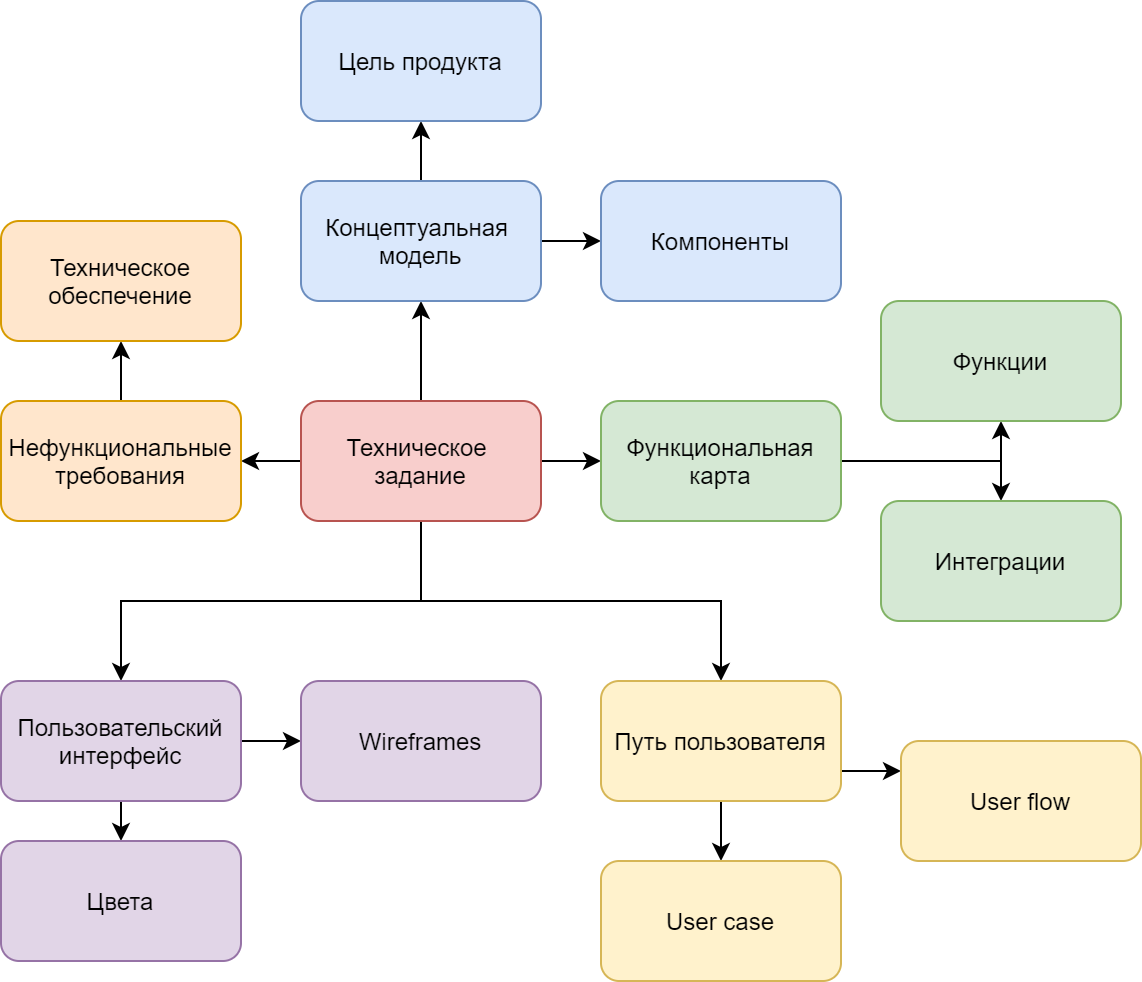 Цель продукта
Концептуальная
модель
Компоненты
Техническое
обеспечение
Функции
Нефункциональные
требования
Техническое
задание
Функциональная
карта
Интеграции
Пользовательский
интерфейс
Wireframes
Путь пользователя
User flow
Цвета
User case